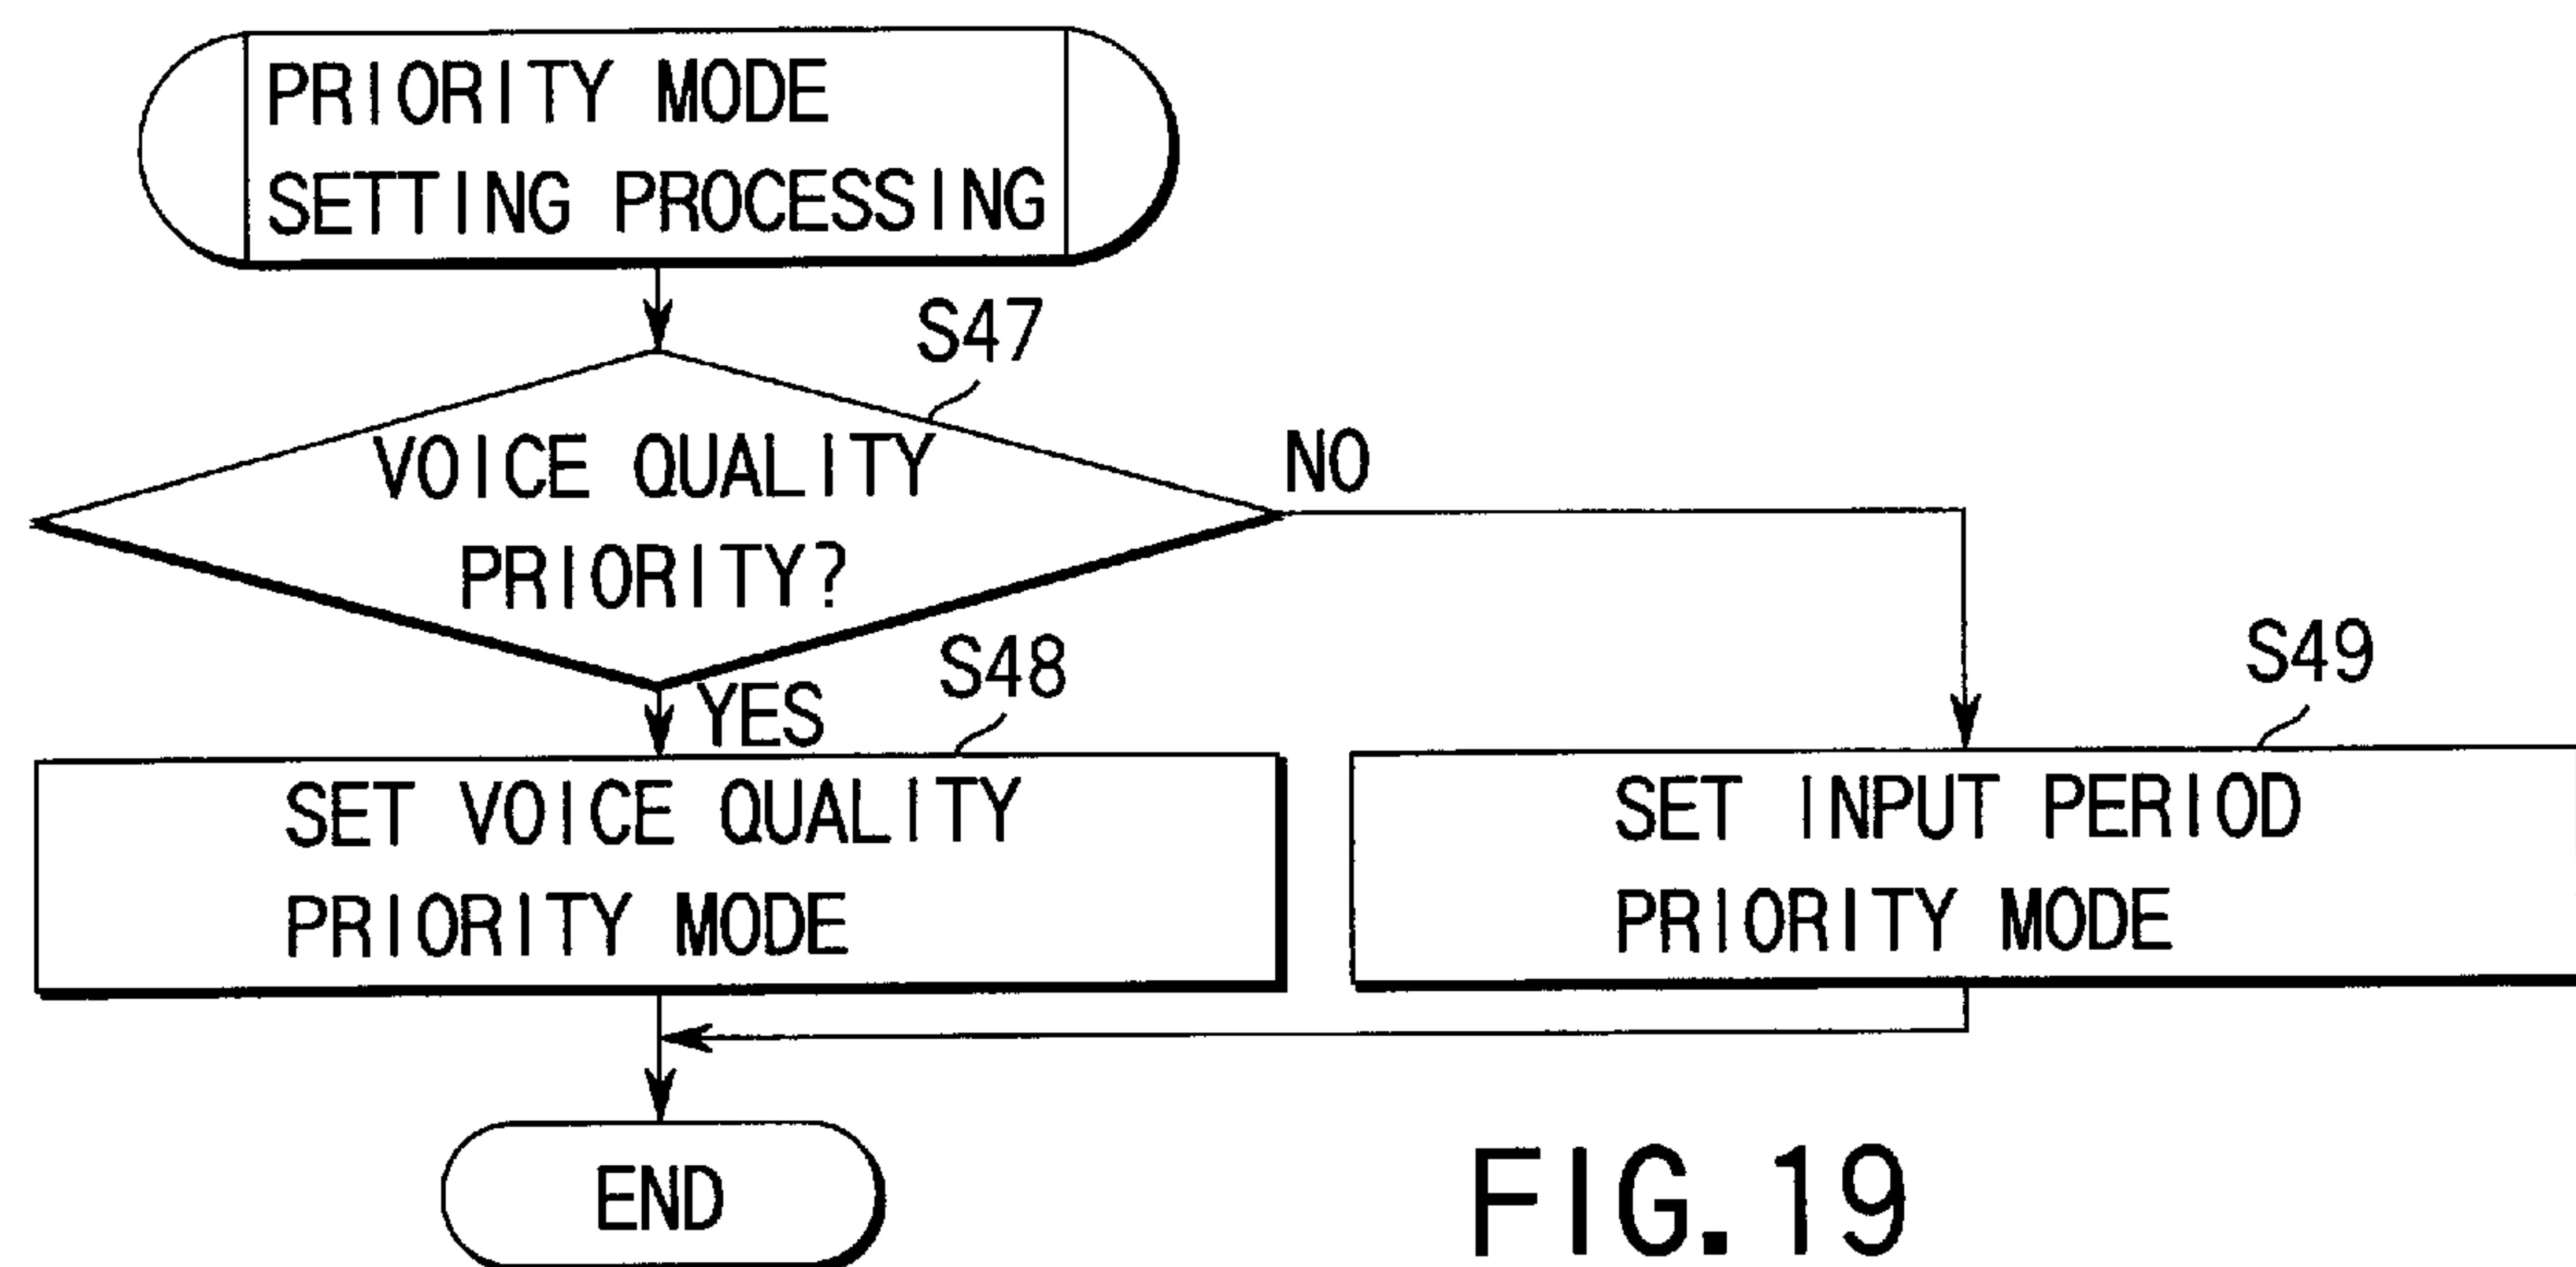 PRIORITY MODE
SETTING PROCESSING
S47
VOICE QUALITY
PRIORITY?
NO
YES
S48
SET VOICE QUALITY
PRIORITY MODE
S49
SET INPUT PERIOD
PRIORITY MODE
END
FIG.19